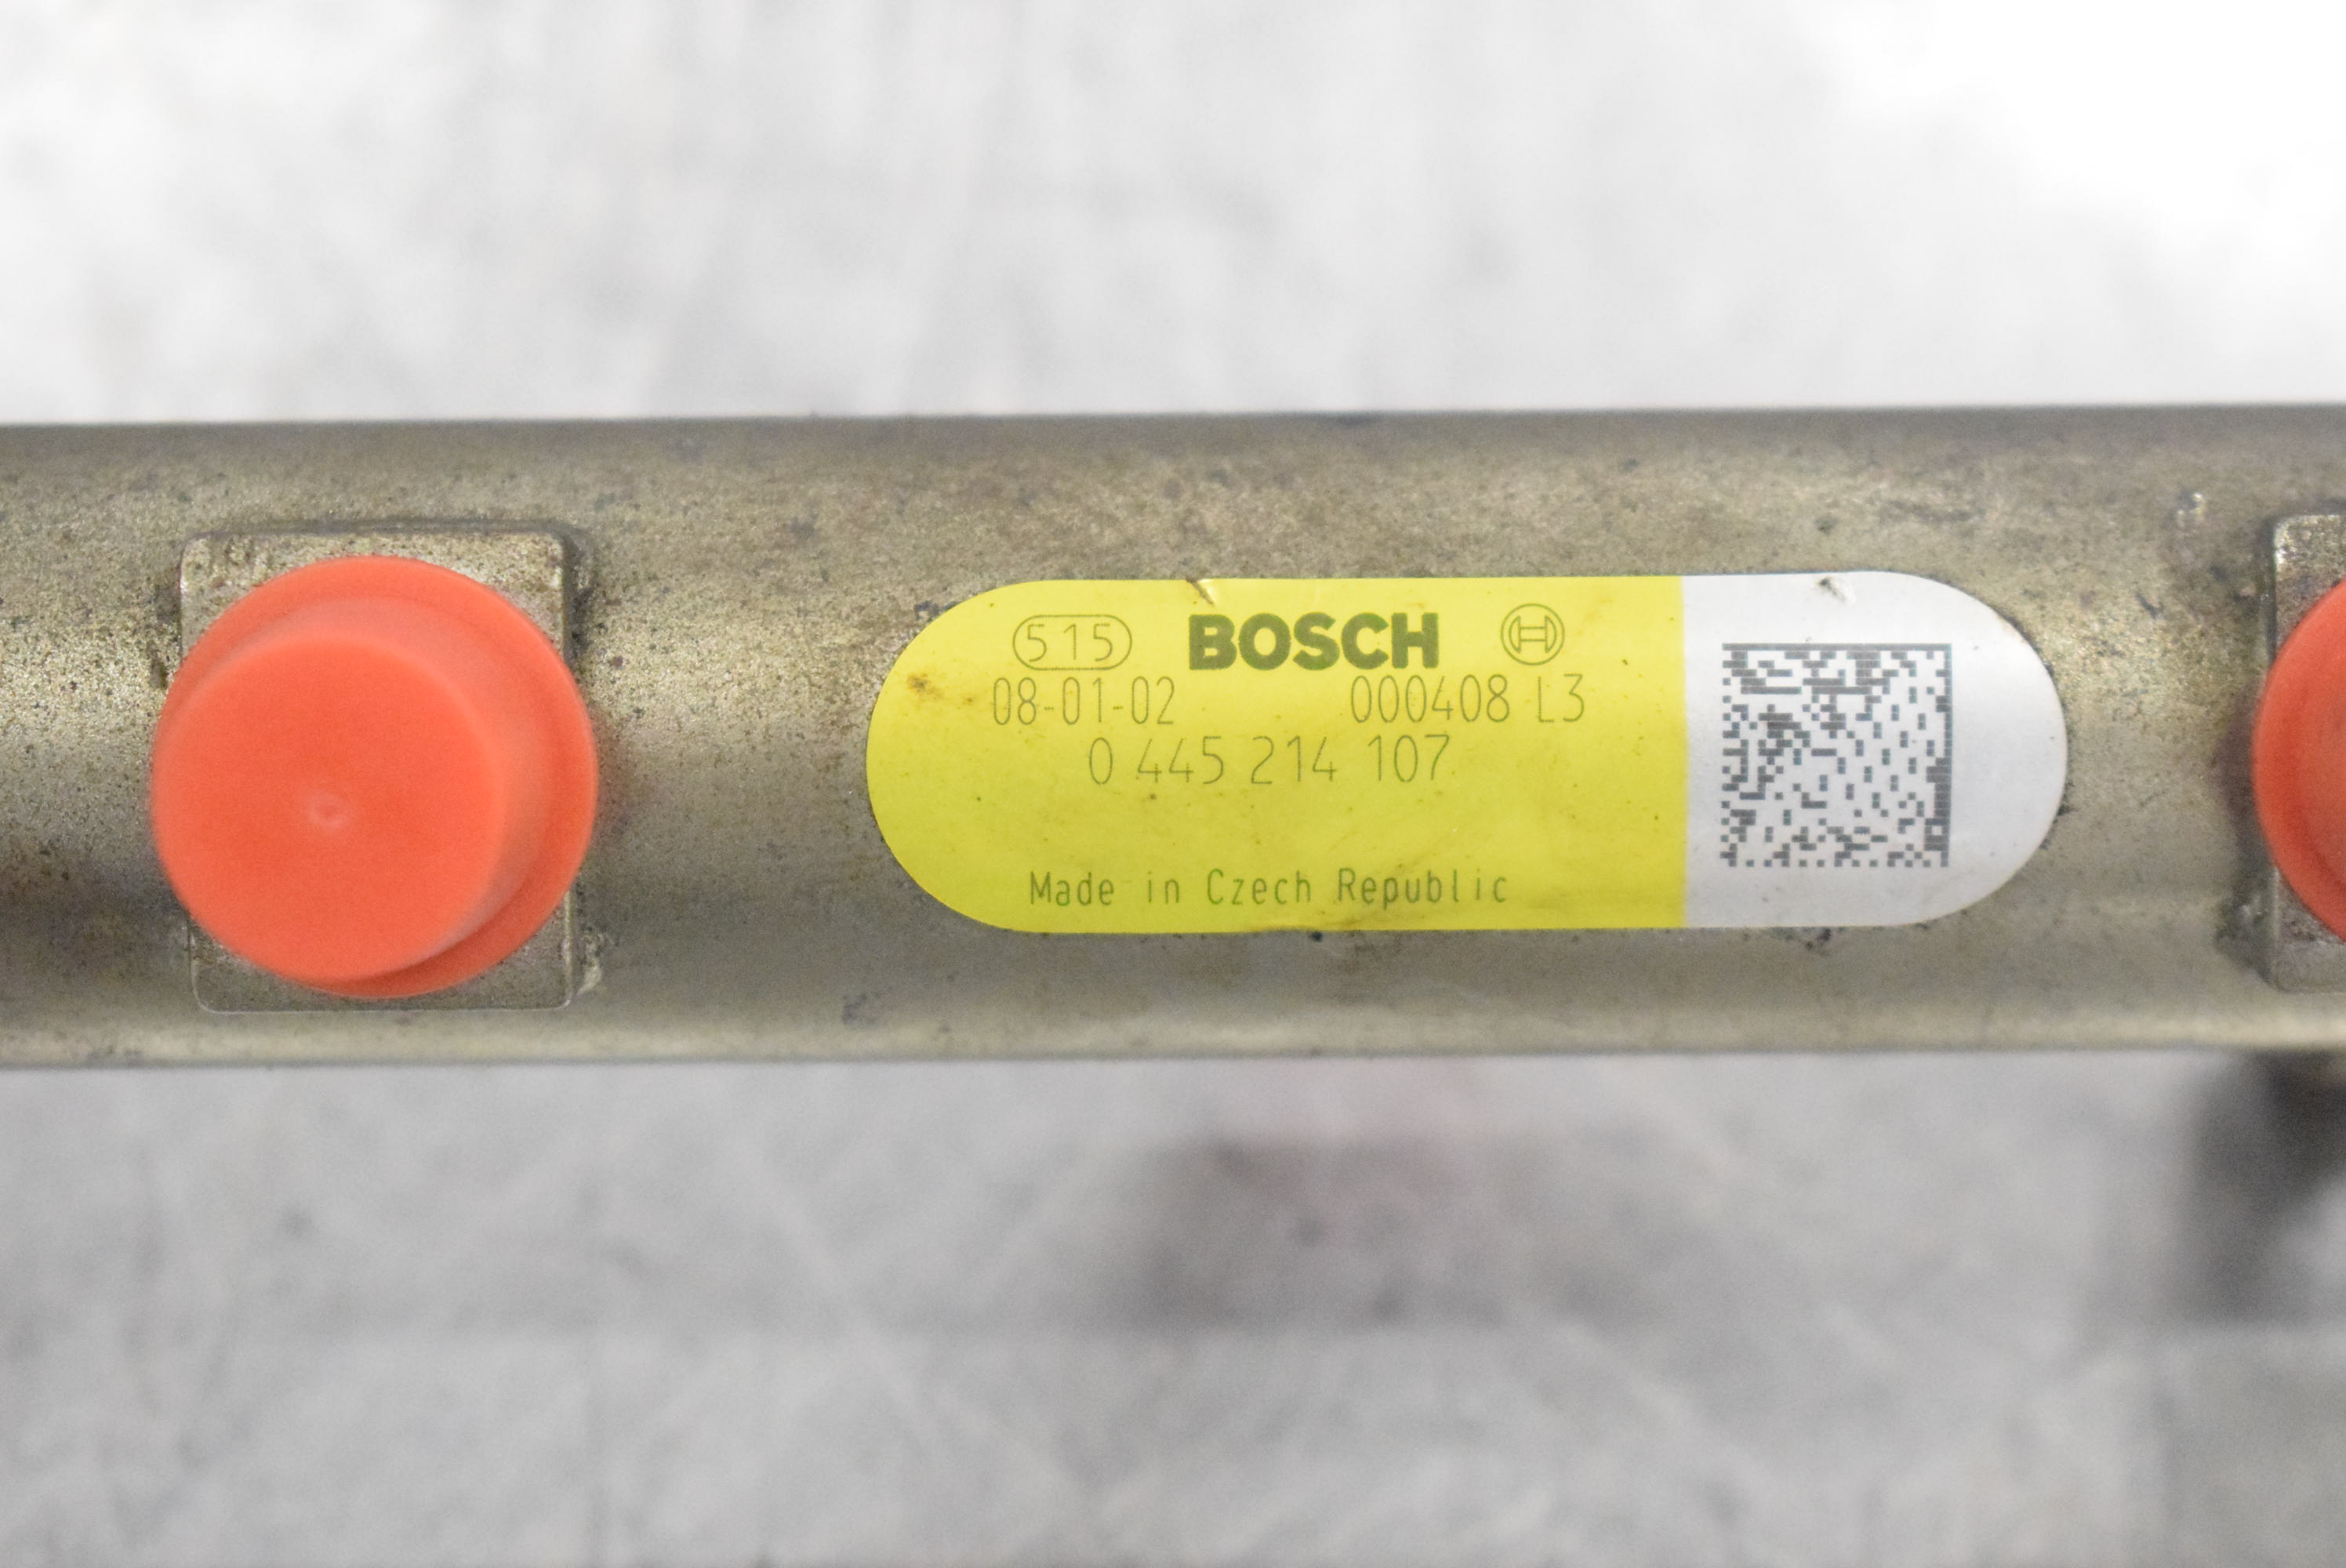 515 BOSCH
08-01-02 000408 L3
0 445 214 107
Made in Czech Republic